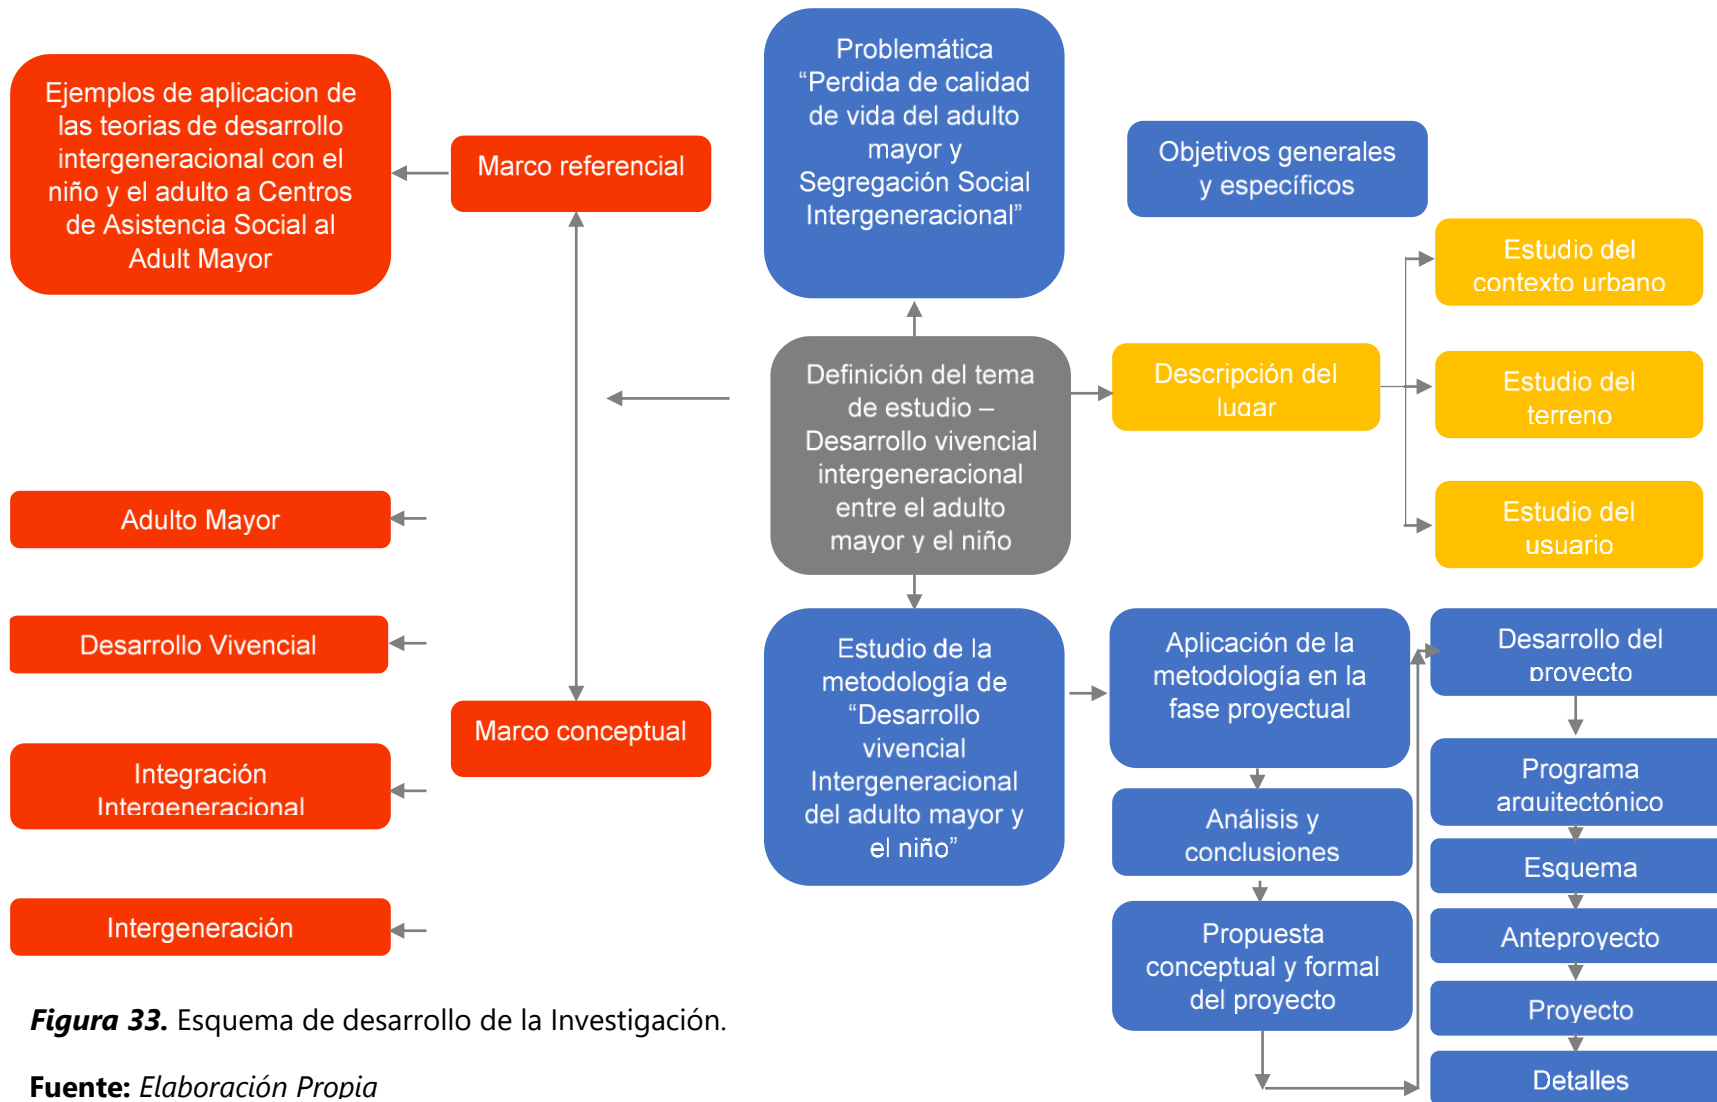 Ejemplos de aplicacion de
las teorias de desarrollo
intergeneracional con el
niño y el adulto a Centros
de Asistencia Social al
Adult Mayor
Marco referencial
Problemática
“Perdida de calidad
de vida del adulto
mayor y
Segregación Social
Intergeneracional”
Objetivos generales
y específicos
Estudio del
contexto urbano
Definición del tema
de estudio –
Desarrollo vivencial
intergeneracional
entre el adulto
mayor y el niño
Descripción del
lugar
Estudio del
terreno
Estudio del
usuario
Adulto Mayor
Desarrollo Vivencial
Integración
Intergeneracional
Intergeneración
Marco conceptual
Estudio de la
metodología de
“Desarrollo
vivencial
Intergeneracional
del adulto mayor y
el niño”
Aplicación de la
metodología en la
fase proyectual
Análisis y
conclusiones
Propuesta
conceptual y formal
del proyecto
Desarrollo del
proyecto
Programa
arquitectónico
Esquema
Anteproyecto
Proyecto
Detalles
Figura 33. Esquema de desarrollo de la Investigación.
Fuente: Elaboración Propia